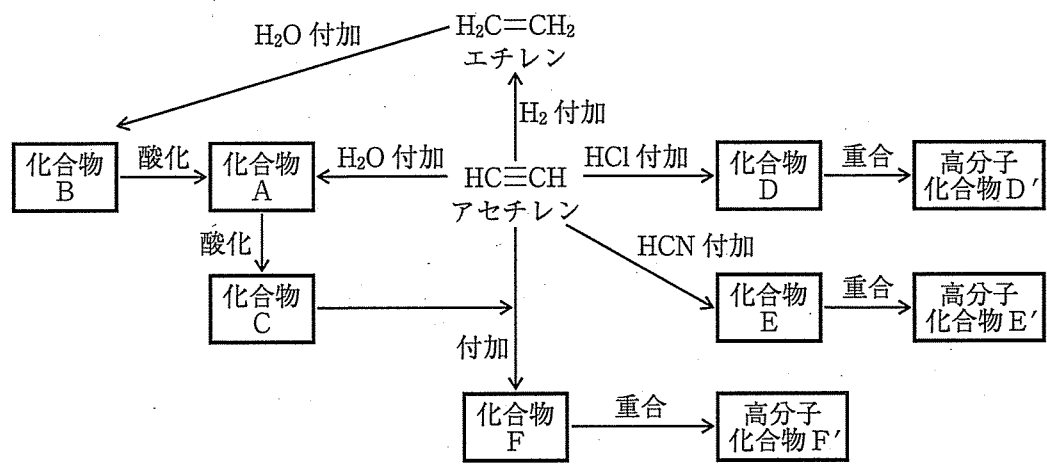 H₂C=CH₂
エチレン
H₂O 付加
H₂ 付加
化合物
B
酸化
化合物
A
H₂O 付加
HC≡CH
アセチレン
HCl 付加
化合物
D
重合
高分子
化合物D′
酸化
HCN 付加
化合物
C
化合物
E
重合
高分子
化合物E′
付加
化合物
F
重合
高分子
化合物F′